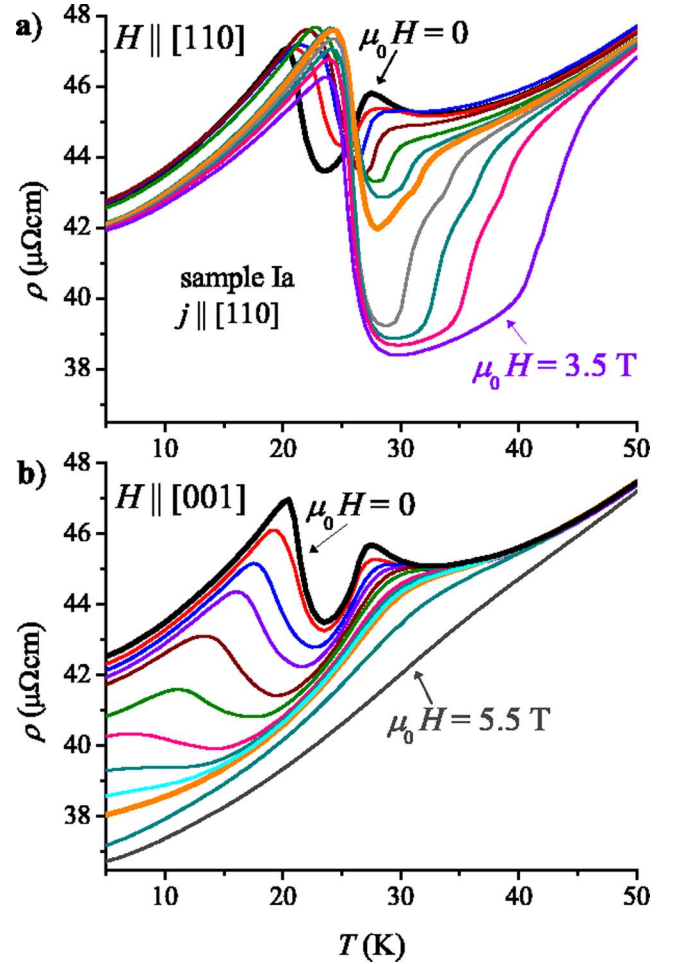 a)
H || [110]
μ₀H = 0
48
46
44
42
40
38
ρ (μΩcm)
sample Ia
j || [110]
μ₀H = 3.5 T
10 20 30 40 50
b)
H || [001]
μ₀H = 0
48
46
44
42
40
38
ρ (μΩcm)
μ₀H = 5.5 T
10 20 30 40 50
T (K)